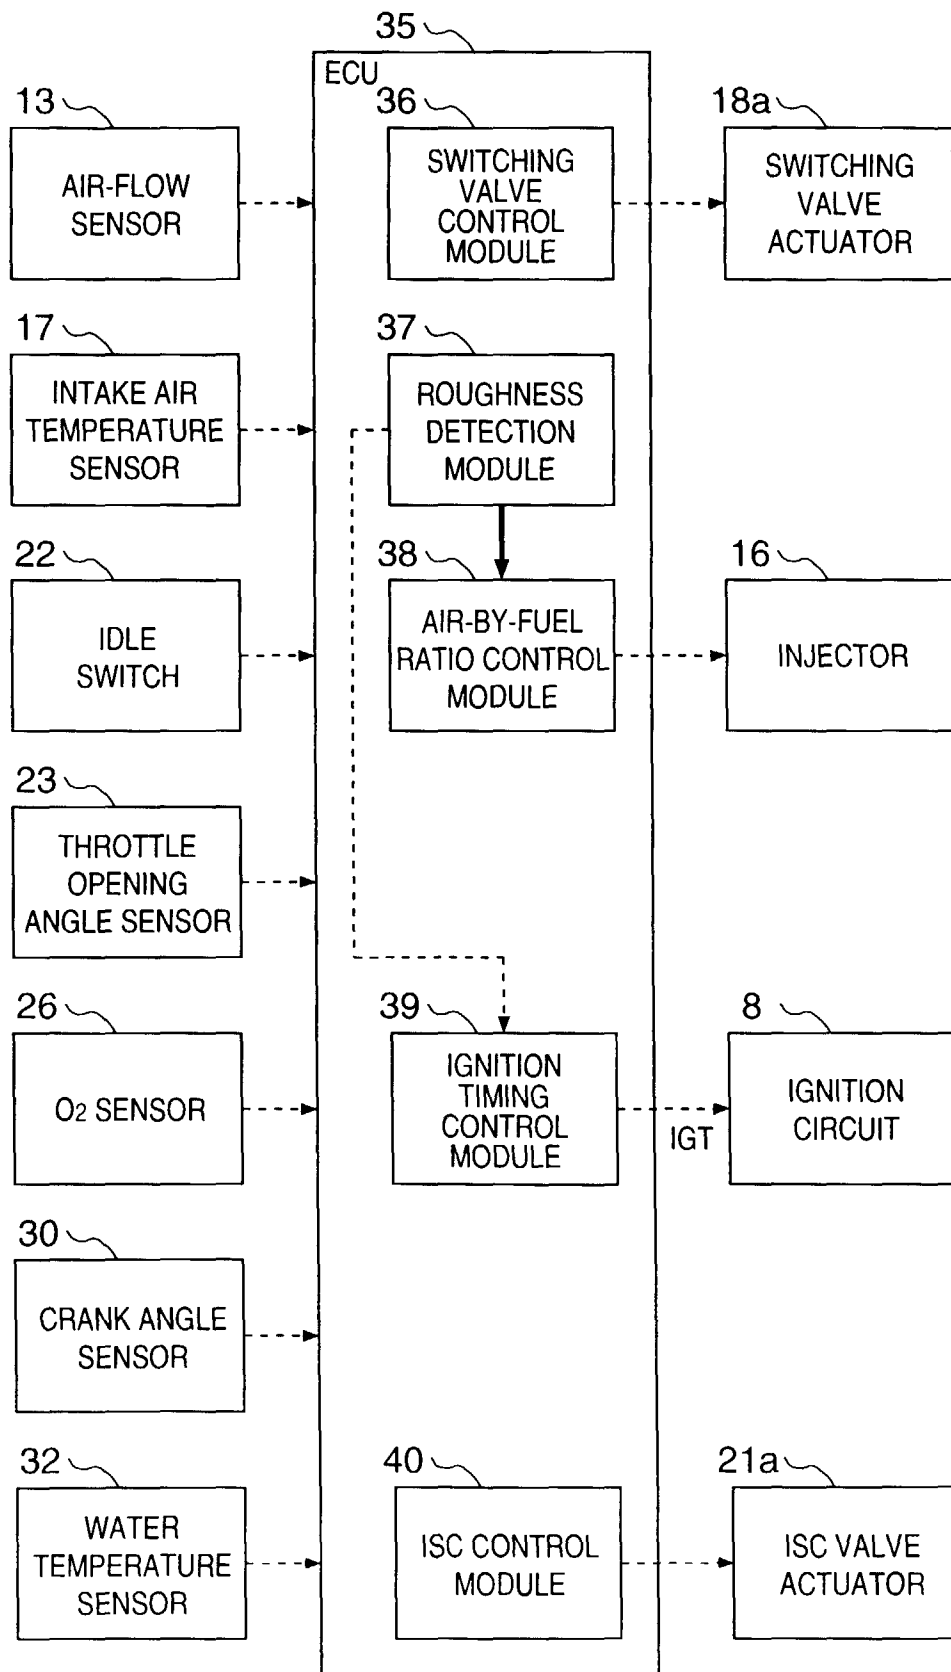 35
ECU
13
AIR-FLOW
SENSOR
36
SWITCHING
VALVE
CONTROL
MODULE
18a
SWITCHING
VALVE
ACTUATOR
17
INTAKE AIR
TEMPERATURE
SENSOR
37
ROUGHNESS
DETECTION
MODULE
22
IDLE
SWITCH
38
AIR-BY-FUEL
RATIO CONTROL
MODULE
16
INJECTOR
23
THROTTLE
OPENING
ANGLE SENSOR
26
O2 SENSOR
39
IGNITION
TIMING
CONTROL
MODULE
IGT
8
IGNITION
CIRCUIT
30
CRANK ANGLE
SENSOR
32
WATER
TEMPERATURE
SENSOR
40
ISC CONTROL
MODULE
21a
ISC VALVE
ACTUATOR